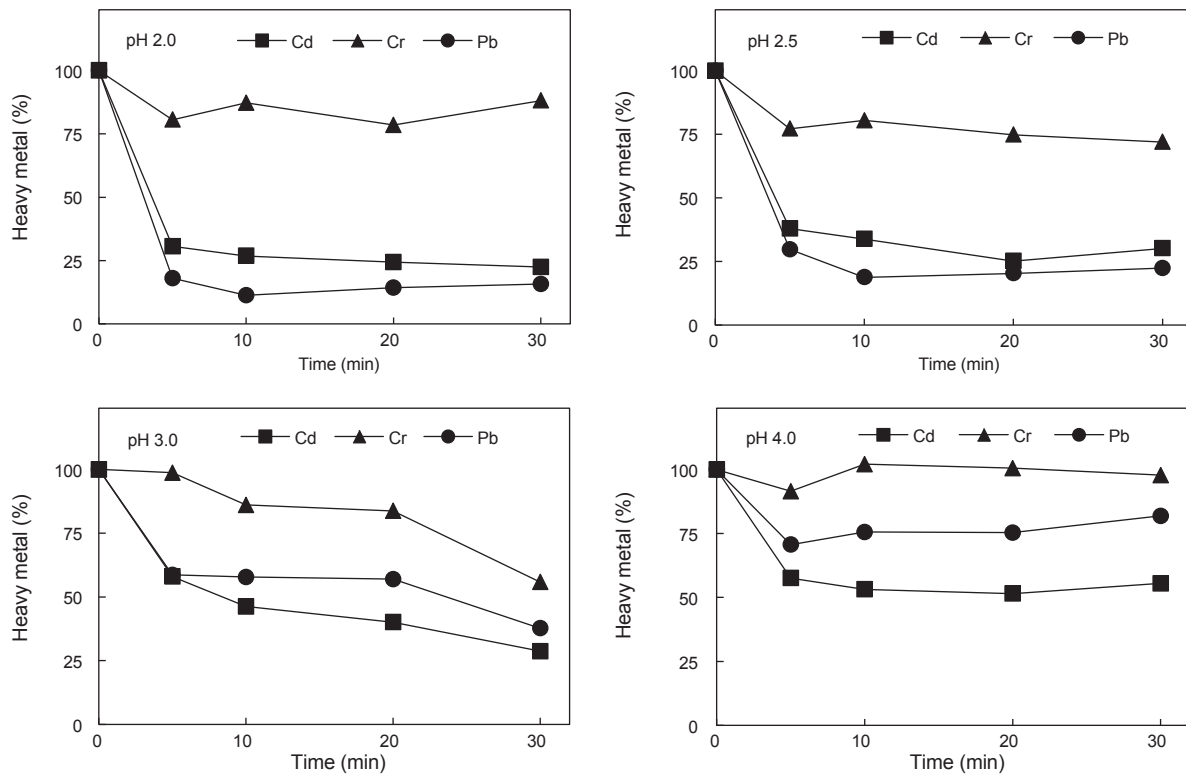 pH 2.0 Cd Cr Pb
100
75
50
25
0
Heavy metal (%)
0 10 20 30
Time (min)
pH 2.5 Cd Cr Pb
100
75
50
25
0
Heavy metal (%)
0 10 20 30
Time (min)
pH 3.0 Cd Cr Pb
100
75
50
25
Heavy metal (%)
0 10 20 30
Time (min)
pH 4.0 Cd Cr Pb
100
75
50
25
Heavy metal (%)
0 10 20 30
Time (min)